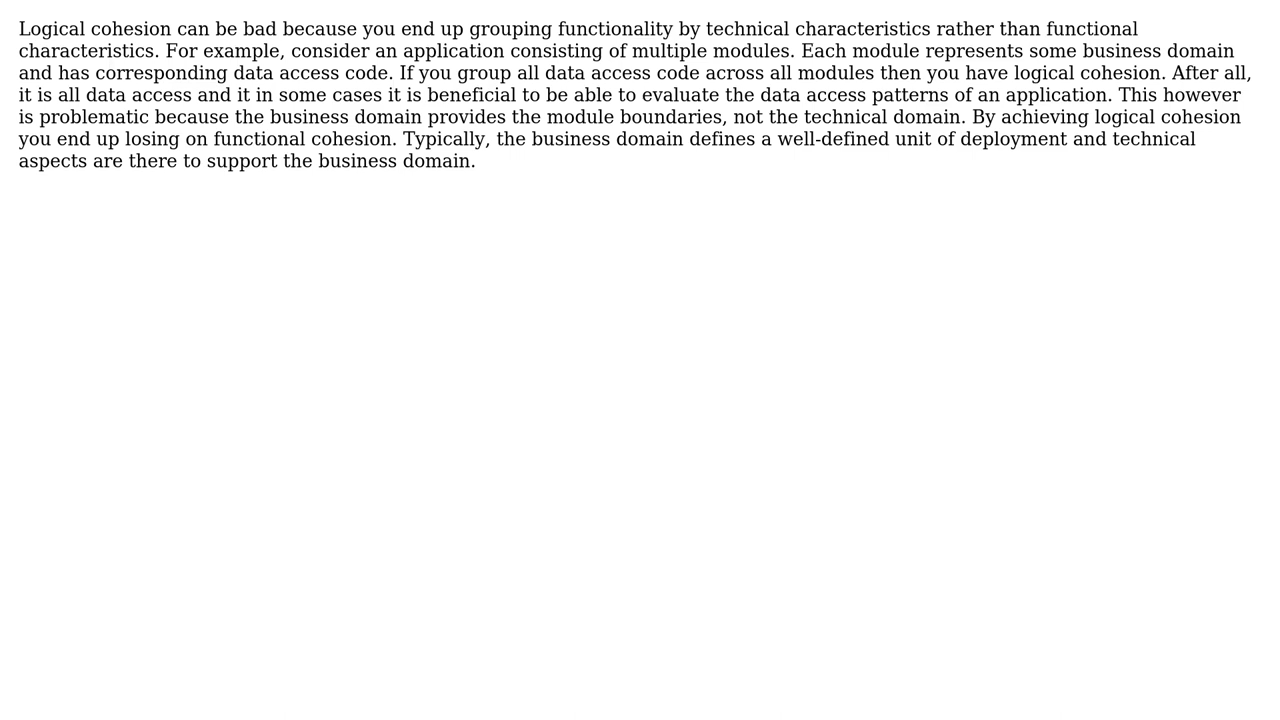 Logical cohesion can be bad because you end up grouping functionality by technical characteristics rather than functional
characteristics. For example, consider an application consisting of multiple modules. Each module represents some business domain
and has corresponding data access code. If you group all data access code across all modules then you have logical cohesion. After all,
it is all data access and it in some cases it is beneficial to be able to evaluate the data access patterns of an application. This however
is problematic because the business domain provides the module boundaries, not the technical domain. By achieving logical cohesion
you end up losing on functional cohesion. Typically, the business domain defines a well-defined unit of deployment and technical
aspects are there to support the business domain.